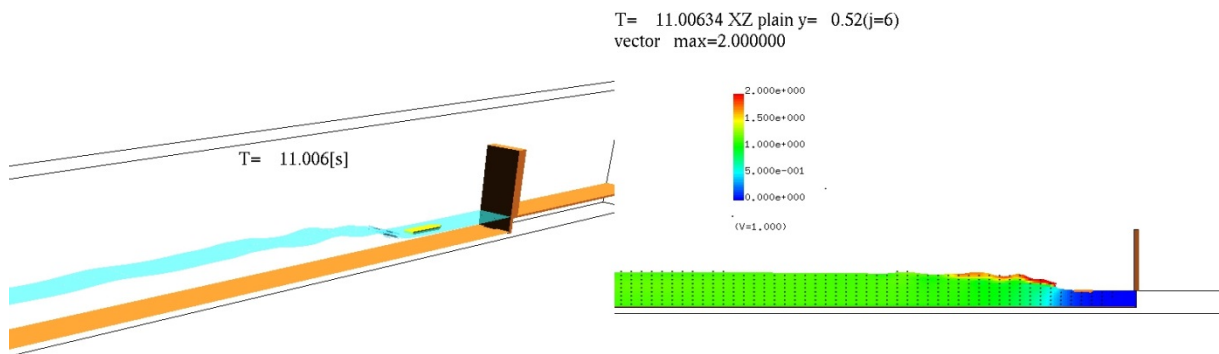 T= 11.00634 XZ plain y= 0.52(j=6)
vector max=2.000000
2.000e+000
1.500e+000
1.000e+000
5.000e-001
0.000e+000
(V=1.000)
T= 11.006[s]